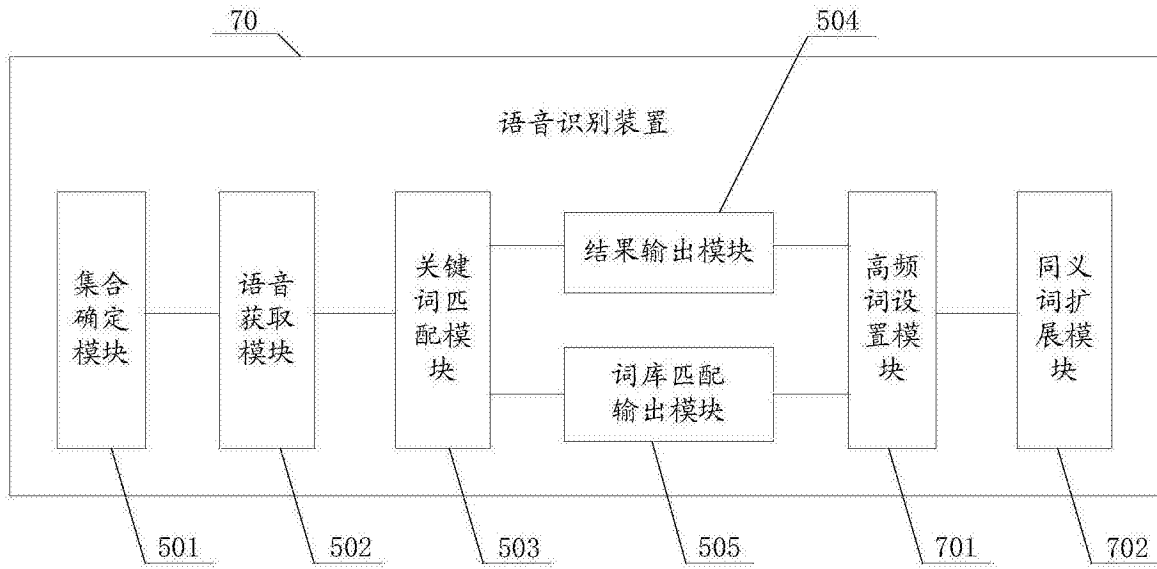 70
504
语音识别装置
集合
确定
模块
语音
获取
模块
关键
词匹
配模
块
结果输出模块
词库匹配
输出模块
高频
词设
置模
块
同义
词扩
展模
块
501
502
503
505
701
702